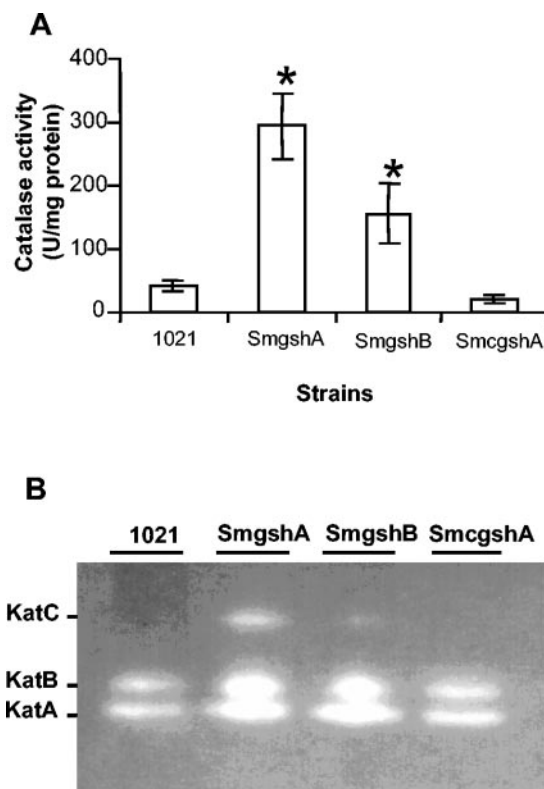 A
Catalase activity
(U/mg protein)
400
300
200
100
0
*
*
1021 SmgshA SmgshB SmcgshA
Strains
B
1021 SmgshA SmgshB SmcgshA
KatC
KatB
KatA